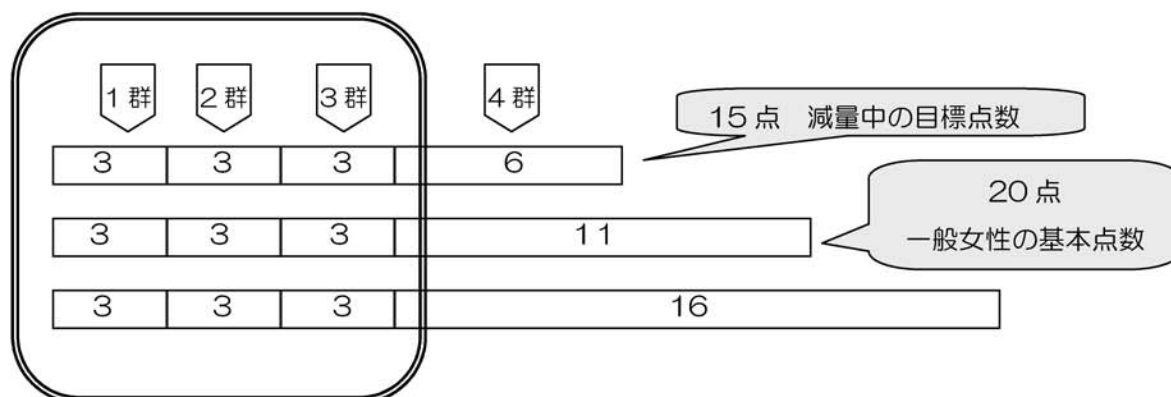 1群 2群 3群 4群
15点 減量中の目標点数
3 3 3 6
20点
一般女性の基本点数
3 3 3 11
3 3 3 16